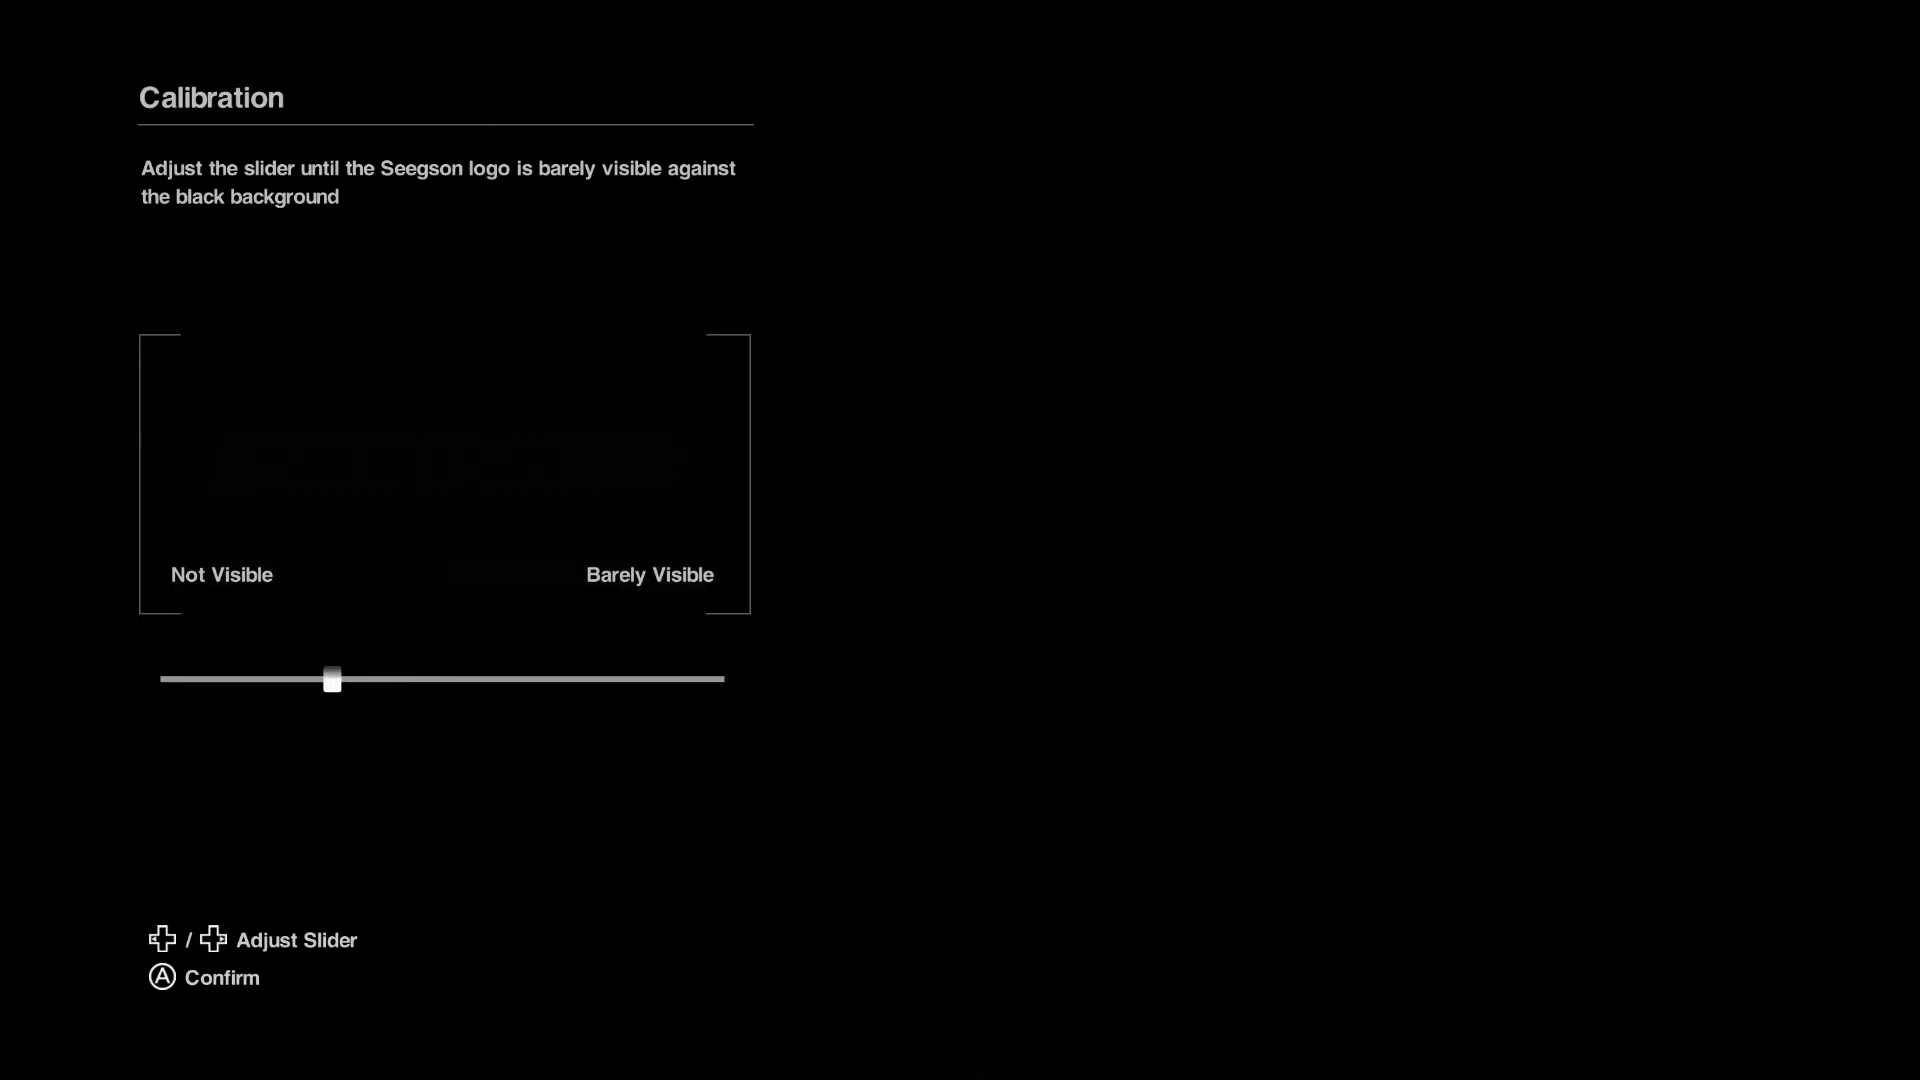 Calibration
Adjust the slider until the Seegson logo is barely visible against
the black background
Not Visible
Barely Visible
/ Adjust Slider
A Confirm